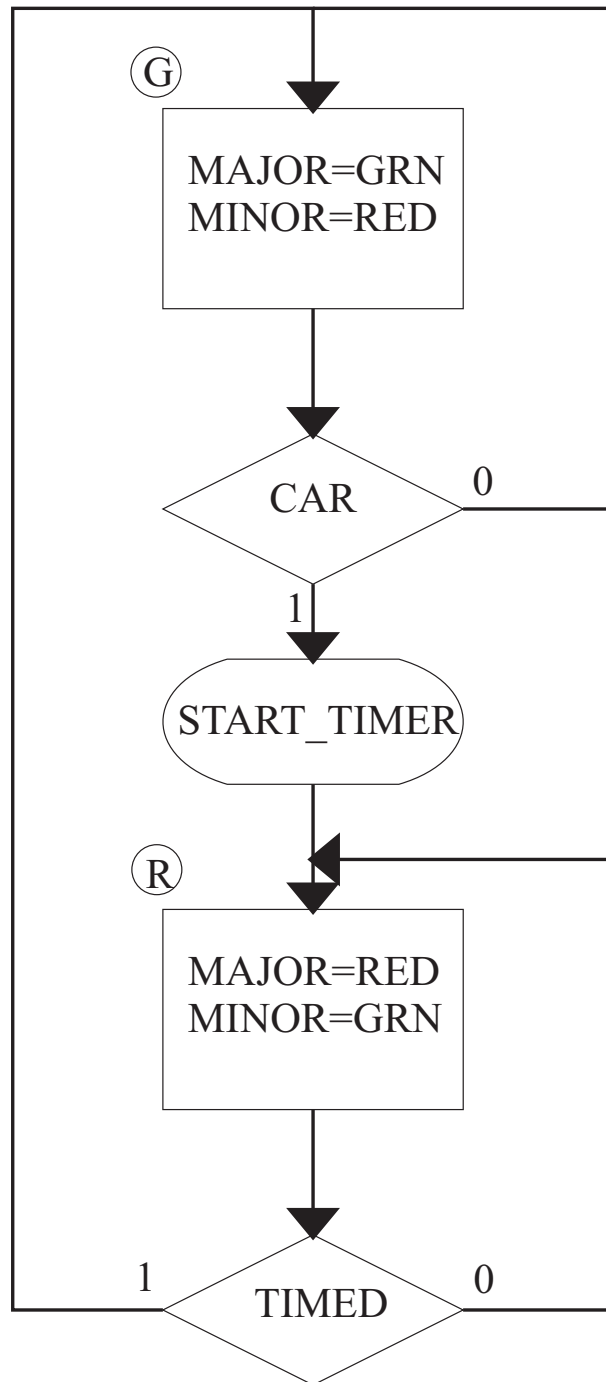 G
MAJOR=GRN
MINOR=RED
CAR
0
1
START_TIMER
R
MAJOR=RED
MINOR=GRN
1
0
TIMED